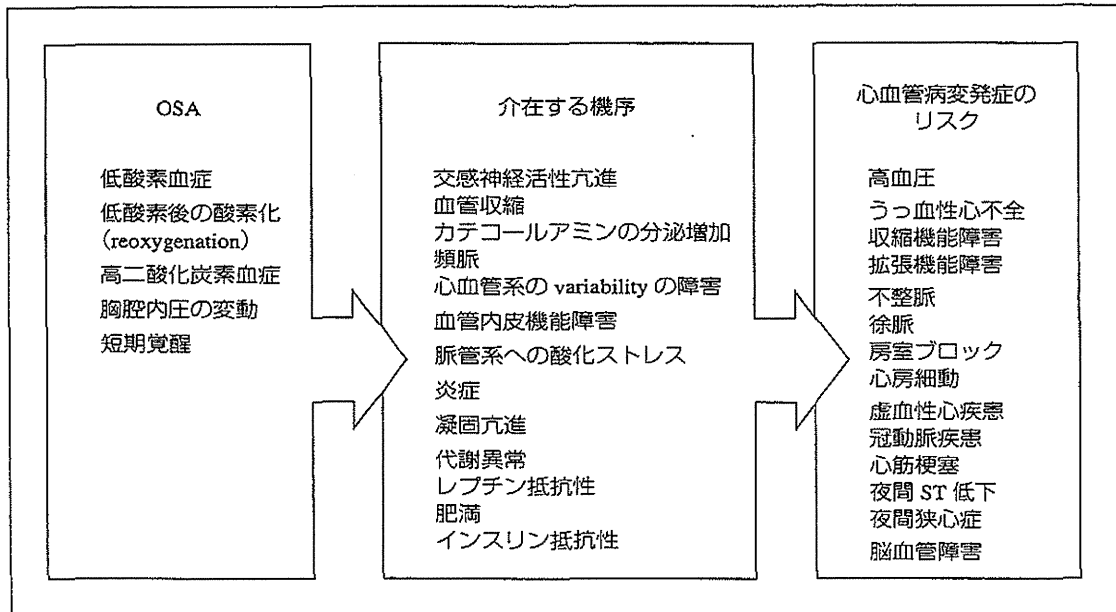 OSA
低酸素血症
低酸素後の酸素化
(reoxygenation)
高二酸化炭素血症
胸腔内圧の変動
短期覚醒
介在する機序
交感神経活性亢進
血管収縮
カテコールアミンの分泌増加
頻脈
心血管系の variability の障害
血管内皮機能障害
脈管系への酸化ストレス
炎症
凝固亢進
代謝異常
レプチン抵抗性
肥満
インスリン抵抗性
心血管病変発症の
リスク
高血圧
うっ血性心不全
収縮機能障害
拡張機能障害
不整脈
徐脈
房室ブロック
心房細動
虚血性心疾患
冠動脈疾患
心筋梗塞
夜間 ST 低下
夜間狭心症
脳血管障害